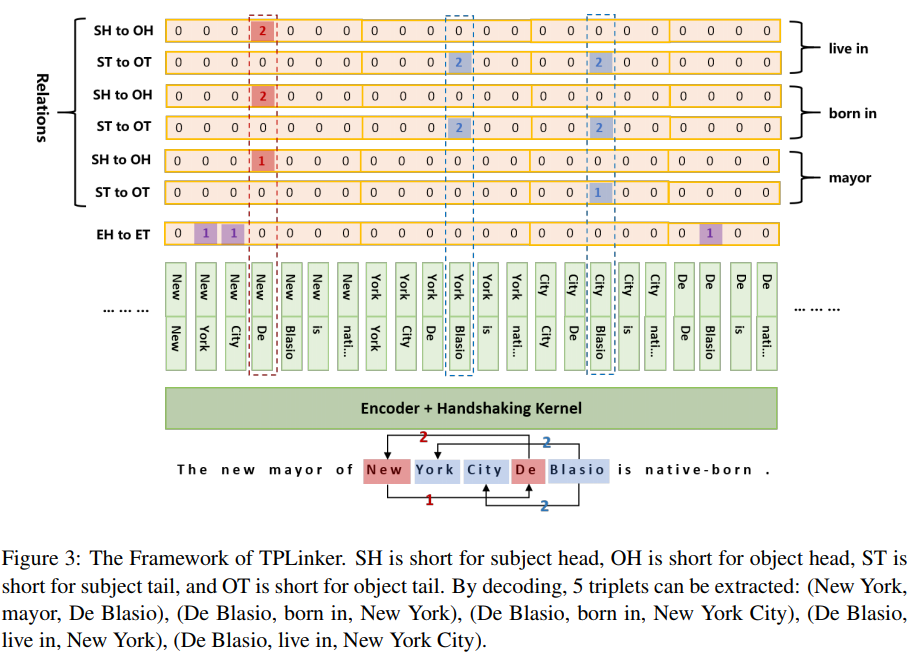 SH to OH 0 0 0 2 0 0 0 0 0 0 0 0 0 0 0 0 0 0 0 0 0 0
ST to OT 0 0 0 0 0 0 0 0 0 0 2 0 0 0 0 2 0 0 0 0 0 0
live in
SH to OH 0 0 0 2 0 0 0 0 0 0 0 0 0 0 0 0 0 0 0 0 0 0
ST to OT 0 0 0 0 0 0 0 0 0 0 2 0 0 0 0 2 0 0 0 0 0 0
born in
SH to OH 0 0 0 1 0 0 0 0 0 0 0 0 0 0 0 0 0 0 0 0 0 0
ST to OT 0 0 0 0 0 0 0 0 0 0 0 0 0 0 0 1 0 0 0 0 0 0
mayor
Relations
EH to ET 0 1 1 0 0 0 0 0 0 0 0 0 0 0 0 0 0 0 0 1 0 0
... ... ... New New New New New New New York York York York York York City City City City City De De De De ... ... ...
New York City De Blasio is nati... York City De Blasio is nati... City De Blasio is nati... De Blasio is nati...
Encoder + Handshaking Kernel
2 2
The new mayor of New York City De Blasio is native-born .
1 2
Figure 3: The Framework of TPLinker. SH is short for subject head, OH is short for object head, ST is
short for subject tail, and OT is short for object tail. By decoding, 5 triplets can be extracted: (New York,
mayor, De Blasio), (De Blasio, born in, New York), (De Blasio, born in, New York City), (De Blasio,
live in, New York), (De Blasio, live in, New York City).